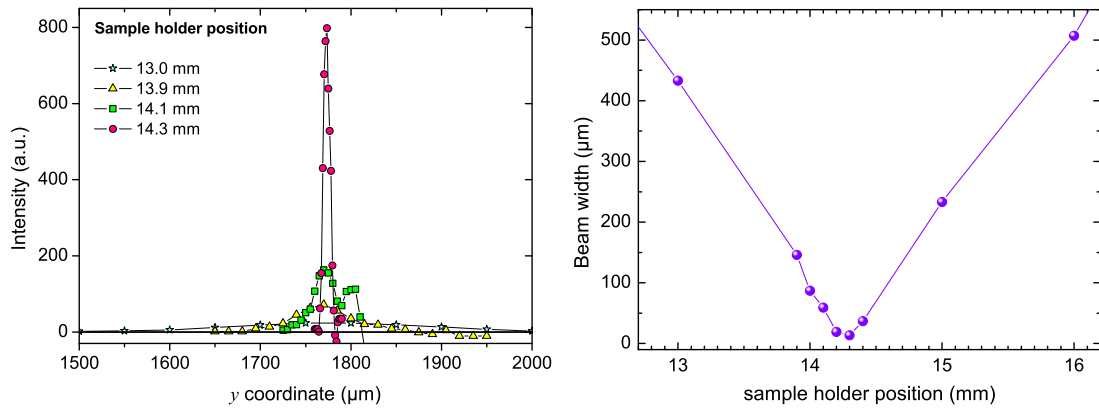 800
600
400
200
0
Intensity (a.u.)
Sample holder position
13.0 mm
13.9 mm
14.1 mm
14.3 mm
1500 1600 1700 1800 1900 2000
y coordinate (µm)
500
400
300
200
100
0
Beam width (µm)
13 14 15 16
sample holder position (mm)